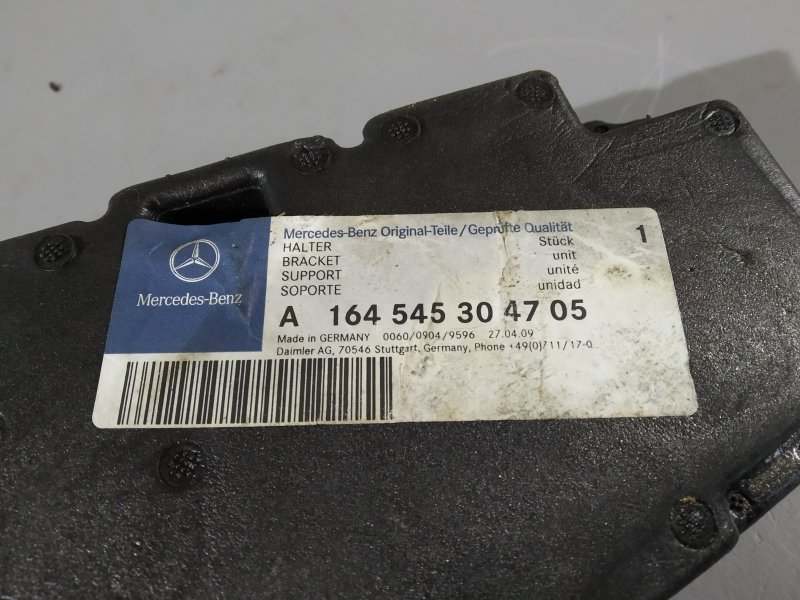 Mercedes-Benz
Mercedes-Benz Original-Teile/Geprüfte Qualität
HALTER Stück 1
BRACKET unit
SUPPORT unité
SOPORTE unidad
A 164 545 30 47 05
Made in GERMANY 0060/0904/9596 27.04.09
Daimler AG, 70546 Stuttgart, Germany, Phone +49(0)711/17-0